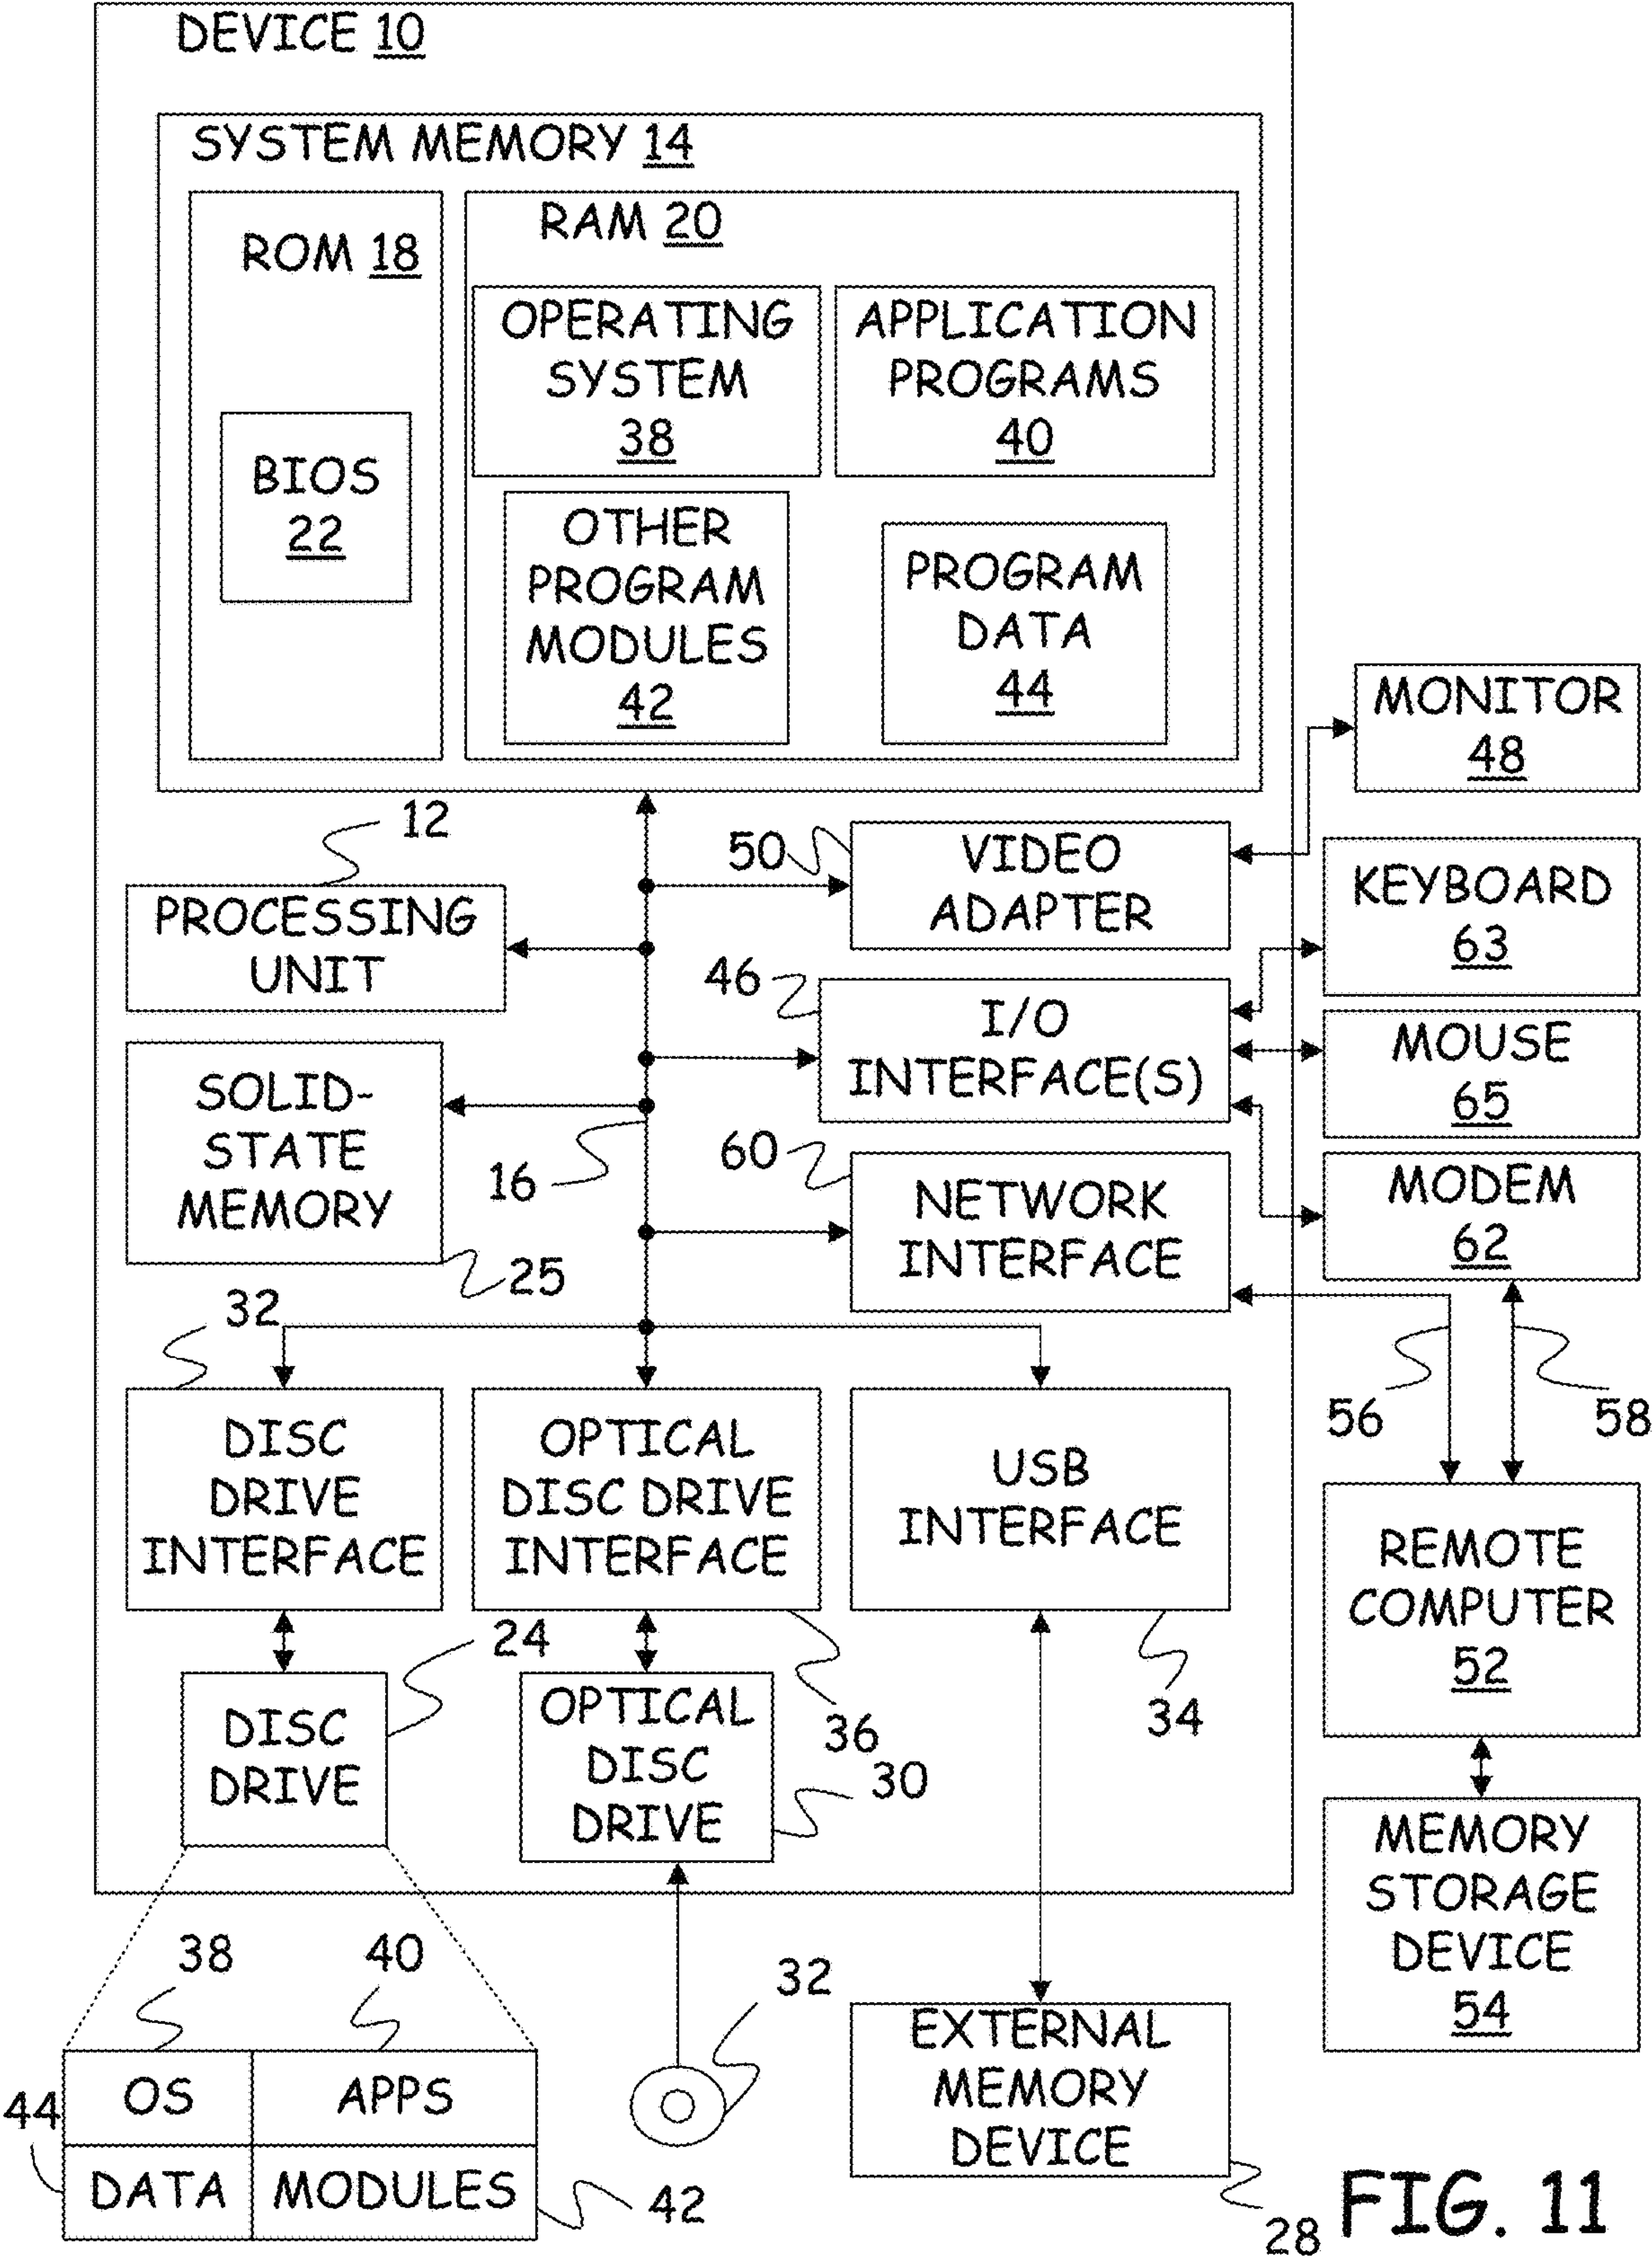 DEVICE 10
SYSTEM MEMORY 14
ROM 18
BIOS
22
RAM 20
OPERATING
SYSTEM
38
APPLICATION
PROGRAMS
40
OTHER
PROGRAM
MODULES
42
PROGRAM
DATA
44
MONITOR
48
12
PROCESSING
UNIT
50
VIDEO
ADAPTER
KEYBOARD
63
46
I/O
INTERFACE(S)
MOUSE
65
SOLID-
STATE
MEMORY
25
16
60
NETWORK
INTERFACE
MODEM
62
56
58
32
DISC
DRIVE
INTERFACE
OPTICAL
DISC DRIVE
INTERFACE
USB
INTERFACE
REMOTE
COMPUTER
52
24
DISC
DRIVE
36
OPTICAL
DISC
DRIVE
30
34
MEMORY
STORAGE
DEVICE
54
38
40
OS
APPS
44
DATA
MODULES
42
32
EXTERNAL
MEMORY
DEVICE
28
FIG. 11